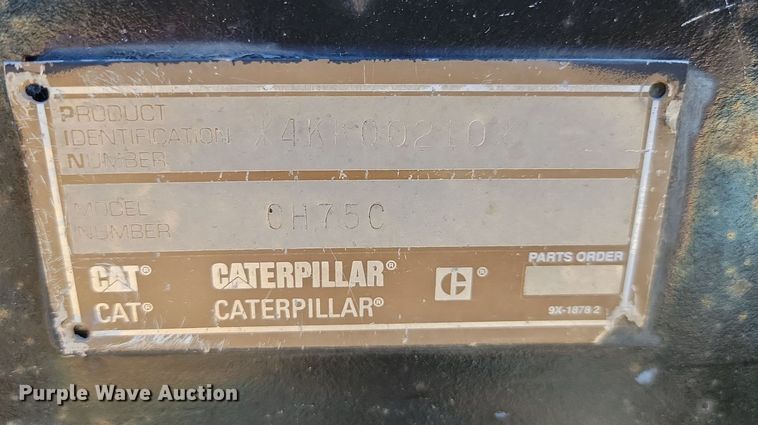 PRODUCT
IDENTIFICATION
NUMBER
MODEL
NUMBER
CH75C
CAT® CATERPILLAR® C®
CAT® CATERPILLAR®
PARTS ORDER
9X-1878 2
Purple Wave Auction